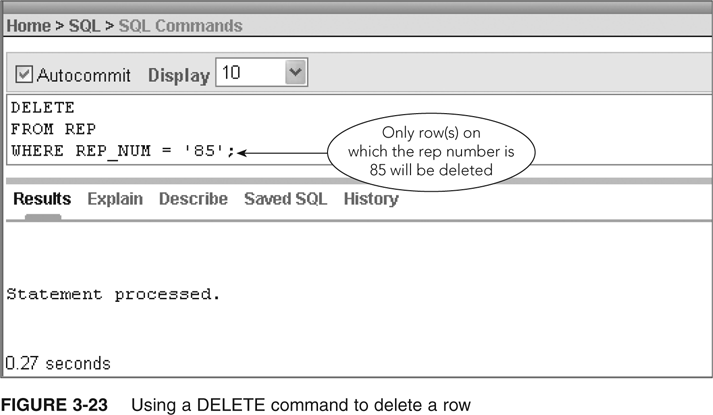 Home > SQL > SQL Commands
Autocommit Display 10
DELETE
FROM REP
WHERE REP_NUM = '85';
Only row(s) on
which the rep number is
85 will be deleted
Results Explain Describe Saved SQL History
Statement processed.
0.27 seconds
FIGURE 3-23 Using a DELETE command to delete a row